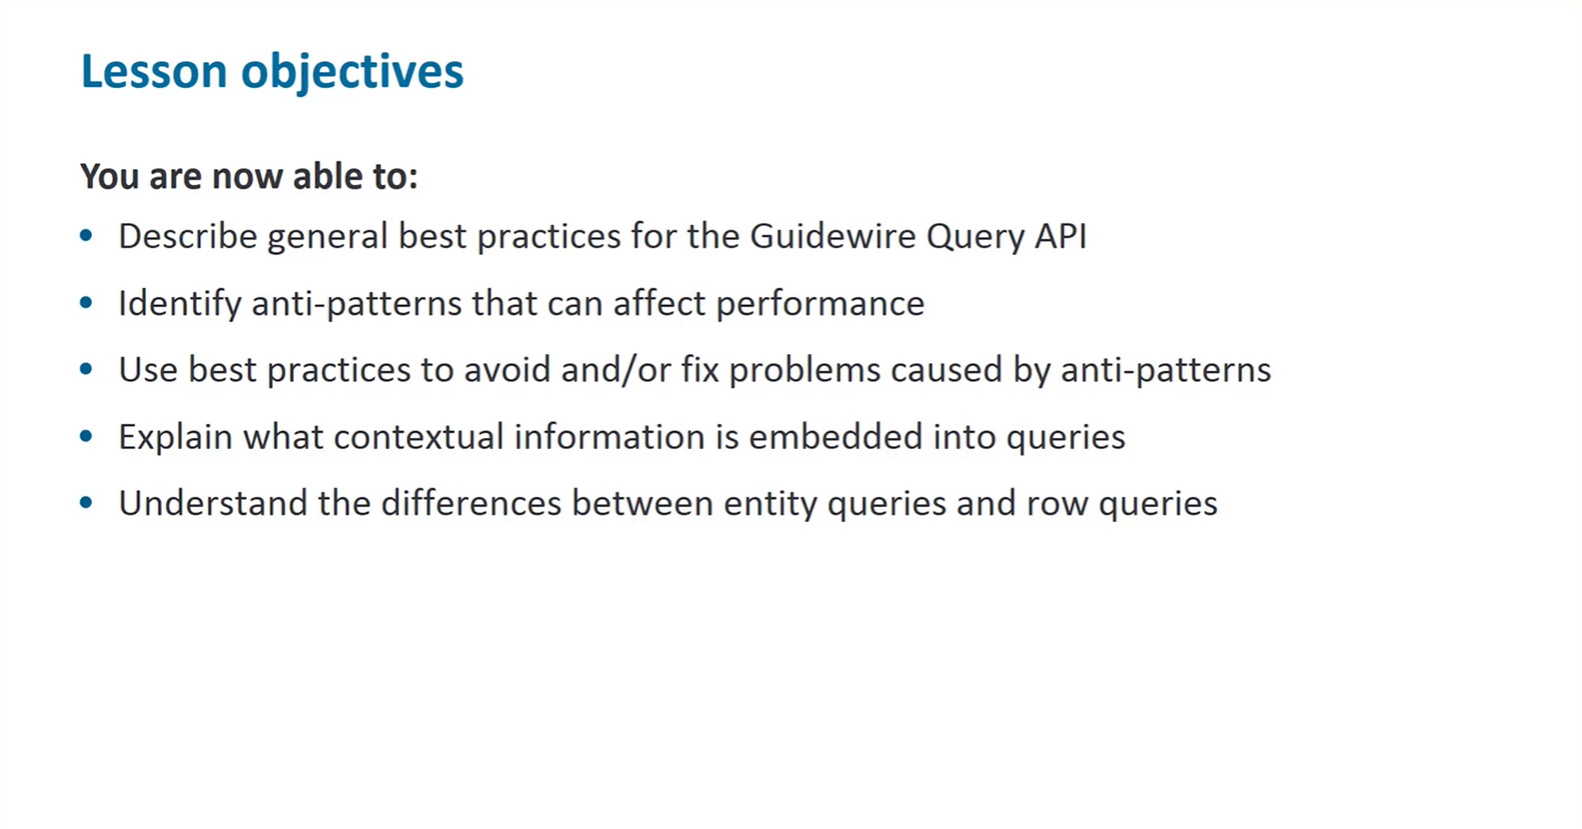 Lesson objectives
You are now able to:
• Describe general best practices for the Guidewire Query API
• Identify anti-patterns that can affect performance
• Use best practices to avoid and/or fix problems caused by anti-patterns
• Explain what contextual information is embedded into queries
• Understand the differences between entity queries and row queries